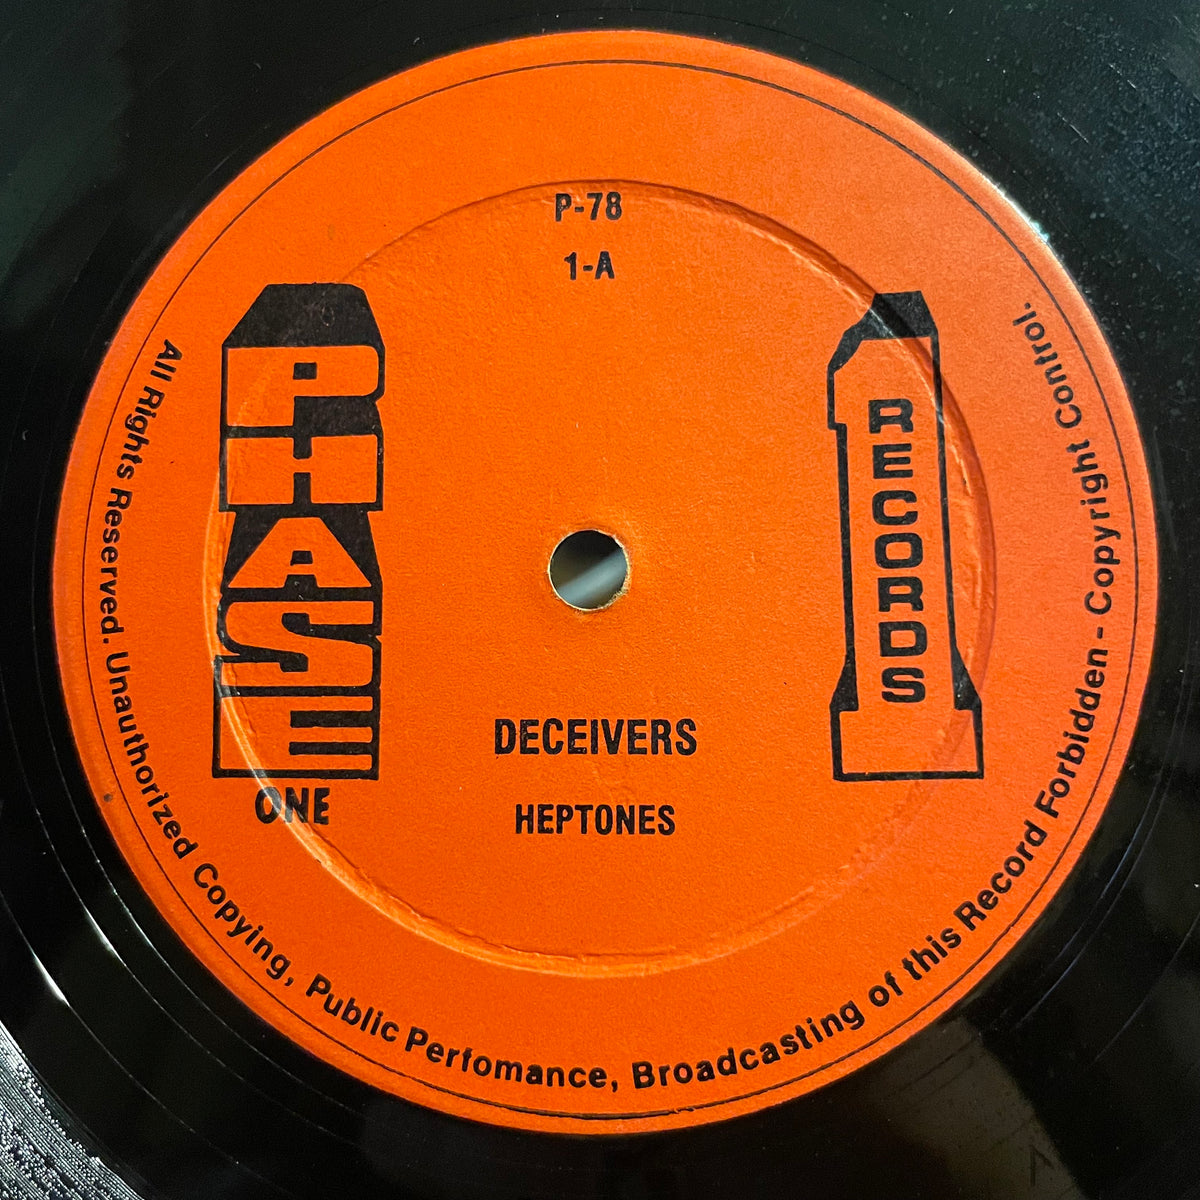 P-78
1-A
PHASE
ONE
1
RECORDS
DECEIVERS
HEPTONES
All Rights Reserved. Unauthorized Copying, Public Perfomance, Broadcasting of this Record Forbidden - Copyright Control.